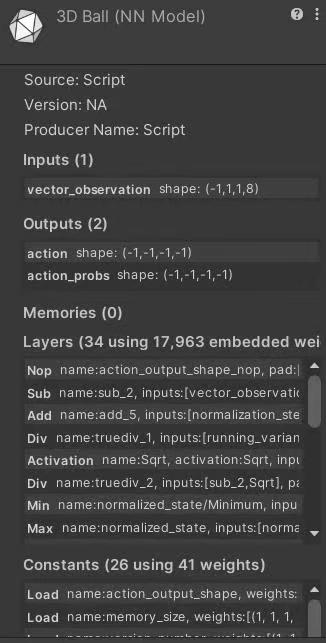 3D Ball (NN Model)
Source: Script
Version: NA
Producer Name: Script
Inputs (1)
vector_observation shape: (-1,1,1,8)
Outputs (2)
action shape: (-1,-1,-1,-1)
action_probs shape: (-1,-1,-1,-1)
Memories (0)
Layers (34 using 17,963 embedded wei
Nop name:action_output_shape_nop, pad:[
Sub name:sub_2, inputs:[vector_observatio
Add name:add_5, inputs:[normalization_ste
Div name:truediv_1, inputs:[running_varian
Activation name:Sqrt, activation:Sqrt, inpu
Div name:truediv_2, inputs:[sub_2,Sqrt], pa
Min name:normalized_state/Minimum, input
Max name:normalized_state, inputs:[norma
Constants (26 using 41 weights)
Load name:action_output_shape, weights:
Load name:memory_size, weights:[(1, 1, 1,